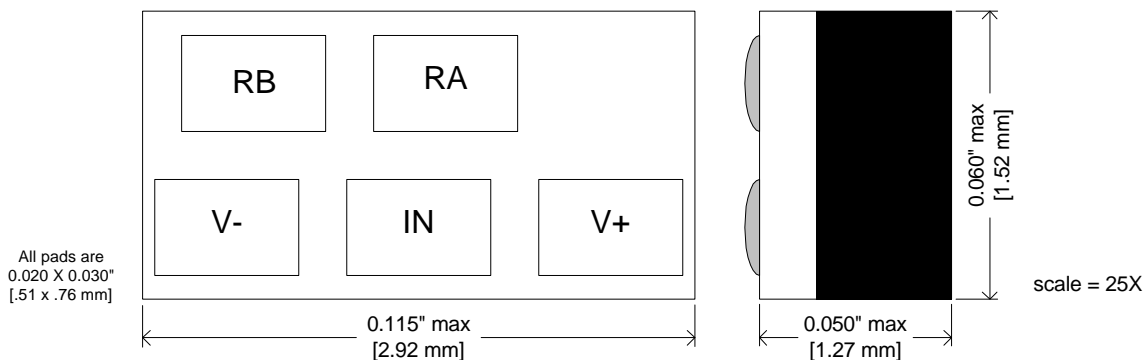 RB
RA
V-
IN
V+
All pads are
0.020 X 0.030"
[.51 x .76 mm]
0.115" max
[2.92 mm]
0.050" max
[1.27 mm]
0.060" max
[1.52 mm]
scale = 25X